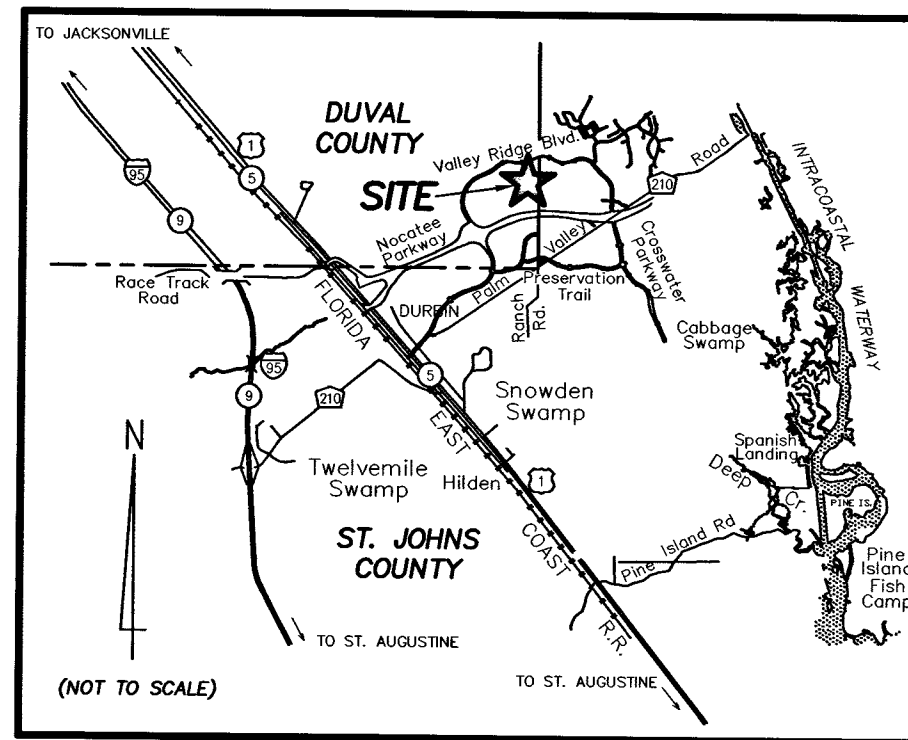 TO JACKSONVILLE
DUVAL
COUNTY
1
5
95
9
Valley Ridge Blvd.
SITE
210
Road
INTRACOASTAL
WATERWAY
Nocatee
Parkway
Valley
Palm
Crosswater
Parkway
Preservation
Trail
Race Track
Road
FLORIDA
DURBIN
Ranch
Rd.
Cabbage
Swamp
95
9
210
5
EAST
Snowden
Swamp
N
Twelvemile
Swamp
Hilden
1
Spanish
Landing
Deep
Cr.
PINE IS.
ST. JOHNS
COUNTY
COAST
Pine Island Rd
Pine
Island
Fish
Camp
R.R.
TO ST. AUGUSTINE
(NOT TO SCALE)
TO ST. AUGUSTINE